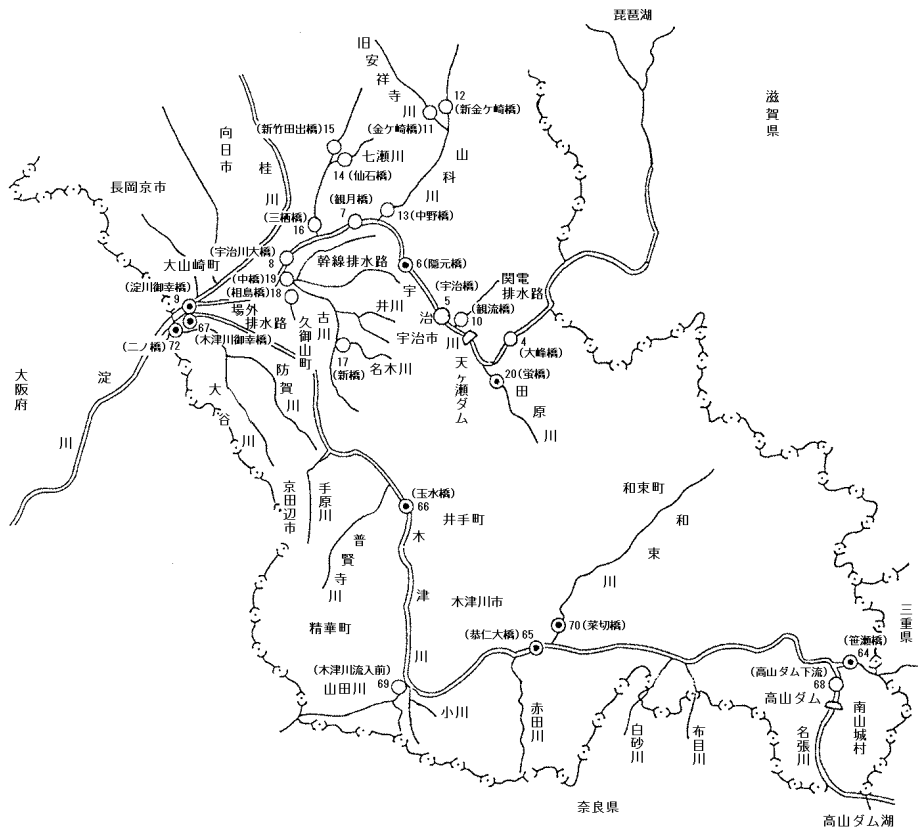 琵琶湖
滋賀県
旧安祥寺川
12
(新金ケ崎橋)
(金ケ崎橋)11
(新竹田出橋)15
七瀬川
14(仙石橋)
山科川
向日市
桂川
長岡京市
(観月橋)
7
13(中野橋)
(三栖橋)
16
(宇治川大橋)
8
幹線排水路
6(隠元橋)
大山崎町
(中橋)
19
(相島橋)
18
(淀川御幸橋)
9
場外
排水路
67
(木津川御幸橋)
(二ノ橋)
72
久御山町
古川
井川
宇治川
宇治市
(宇治橋)
5
関電
排水路
(観流橋)
10
4
(大峰橋)
天ヶ瀬ダム
17
(新橋)
名木川
20(蛍橋)
田原川
大阪府
淀川
防賀川
大谷川
京田辺市
手原川
(玉水橋)
66
井手町
木津川
普賢寺川
和束町
和束川
精華町
木津川市
70(菜切橋)
(恭仁大橋)65
三重県
(笹瀬橋)
64
(高山ダム下流)
68
高山ダム
(木津川流入前)
69
山田川
小川
赤田川
白砂川
布目川
名張川
南山城村
奈良県
高山ダム湖